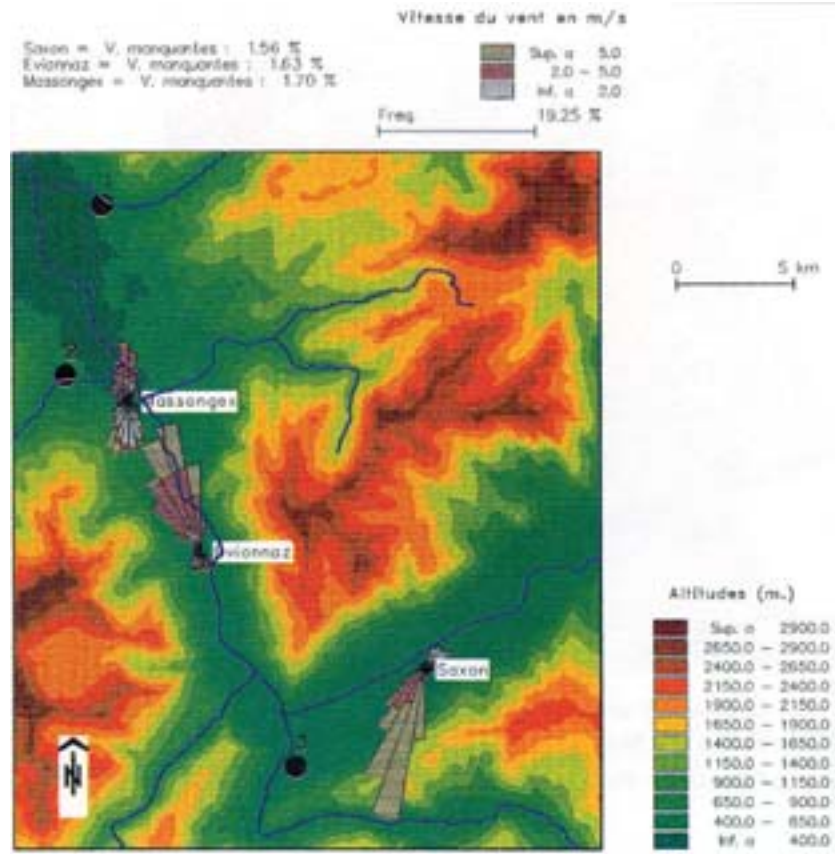 Vitesse du vent en m/s
Saxon = V. manquantes : 1.56 %
Evionnaz = V. manquantes : 1.63 %
Massongex = V. manquantes : 1.70 %
Sup. a 5.0
2.0 - 5.0
Inf. a 2.0
Freq 19.25 %
0 5 km
Massongex
Evionnaz
Saxon
N
Altitudes (m.)
Sup. a 2900.0
2650.0 - 2900.0
2400.0 - 2650.0
2150.0 - 2400.0
1900.0 - 2150.0
1650.0 - 1900.0
1400.0 - 1650.0
1150.0 - 1400.0
900.0 - 1150.0
650.0 - 900.0
400.0 - 650.0
Inf. a 400.0